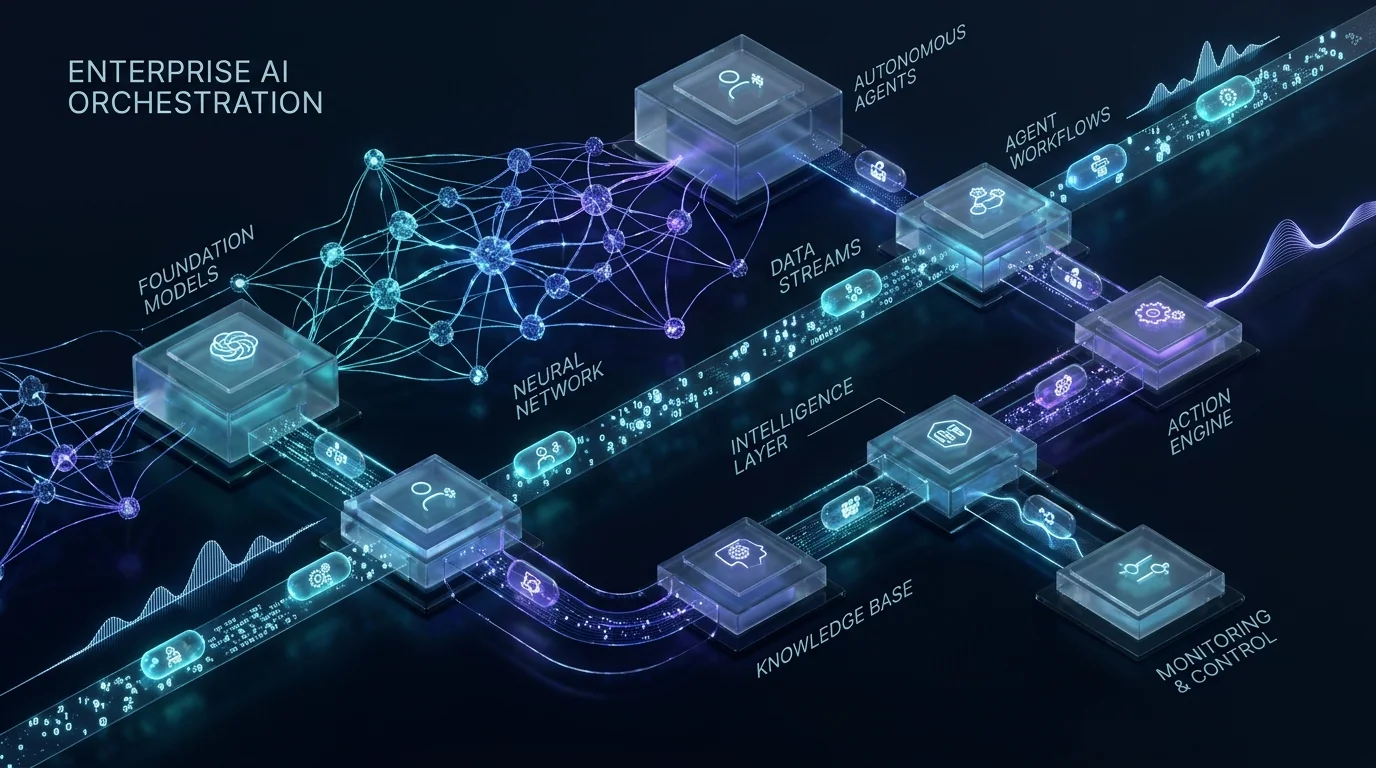 ENTERPRISE AI
ORCHESTRATION
AUTONOMOUS
AGENTS
AGENT
WORKFLOWS
FOUNDATION
MODELS
DATA
STREAMS
NEURAL
NETWORK
INTELLIGENCE
LAYER
ACTION
ENGINE
KNOWLEDGE BASE
MONITORING
& CONTROL